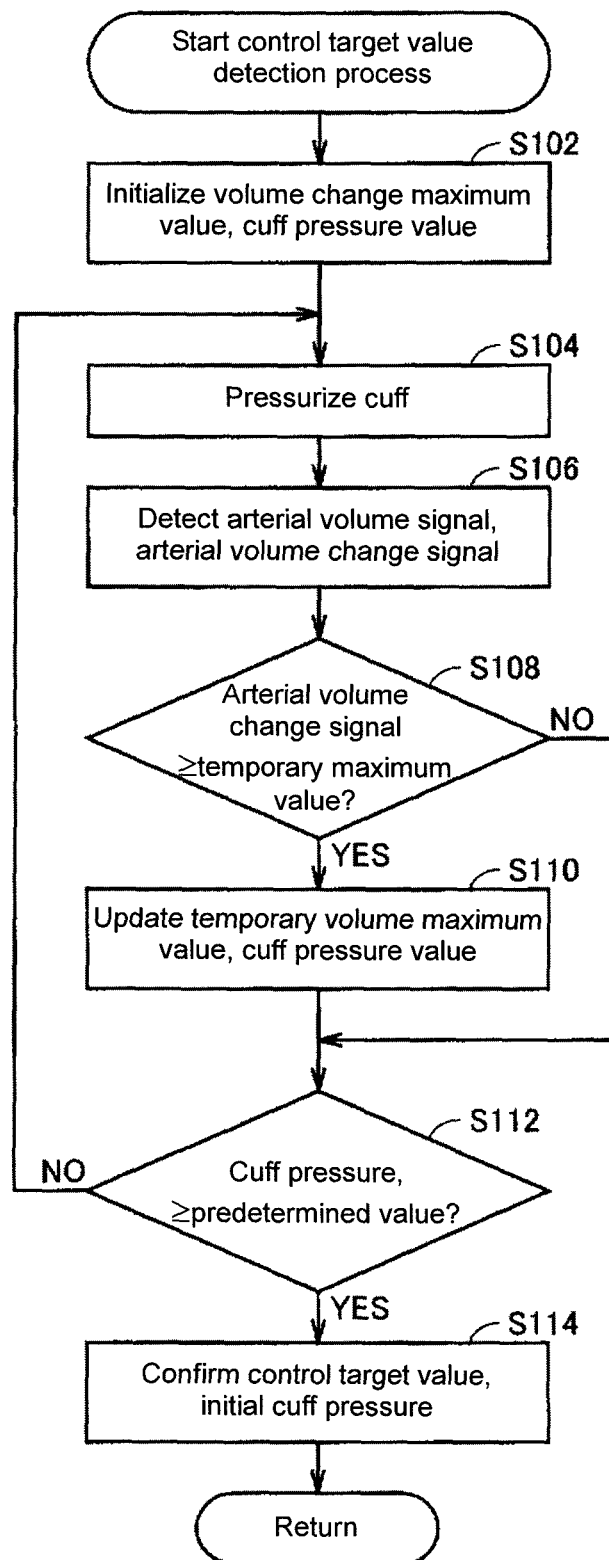 Start control target value
detection process
S102
Initialize volume change maximum
value, cuff pressure value
S104
Pressurize cuff
S106
Detect arterial volume signal,
arterial volume change signal
S108
Arterial volume
change signal
≥temporary maximum
value?
NO
YES
S110
Update temporary volume maximum
value, cuff pressure value
S112
NO
Cuff pressure,
≥predetermined value?
YES
S114
Confirm control target value,
initial cuff pressure
Return